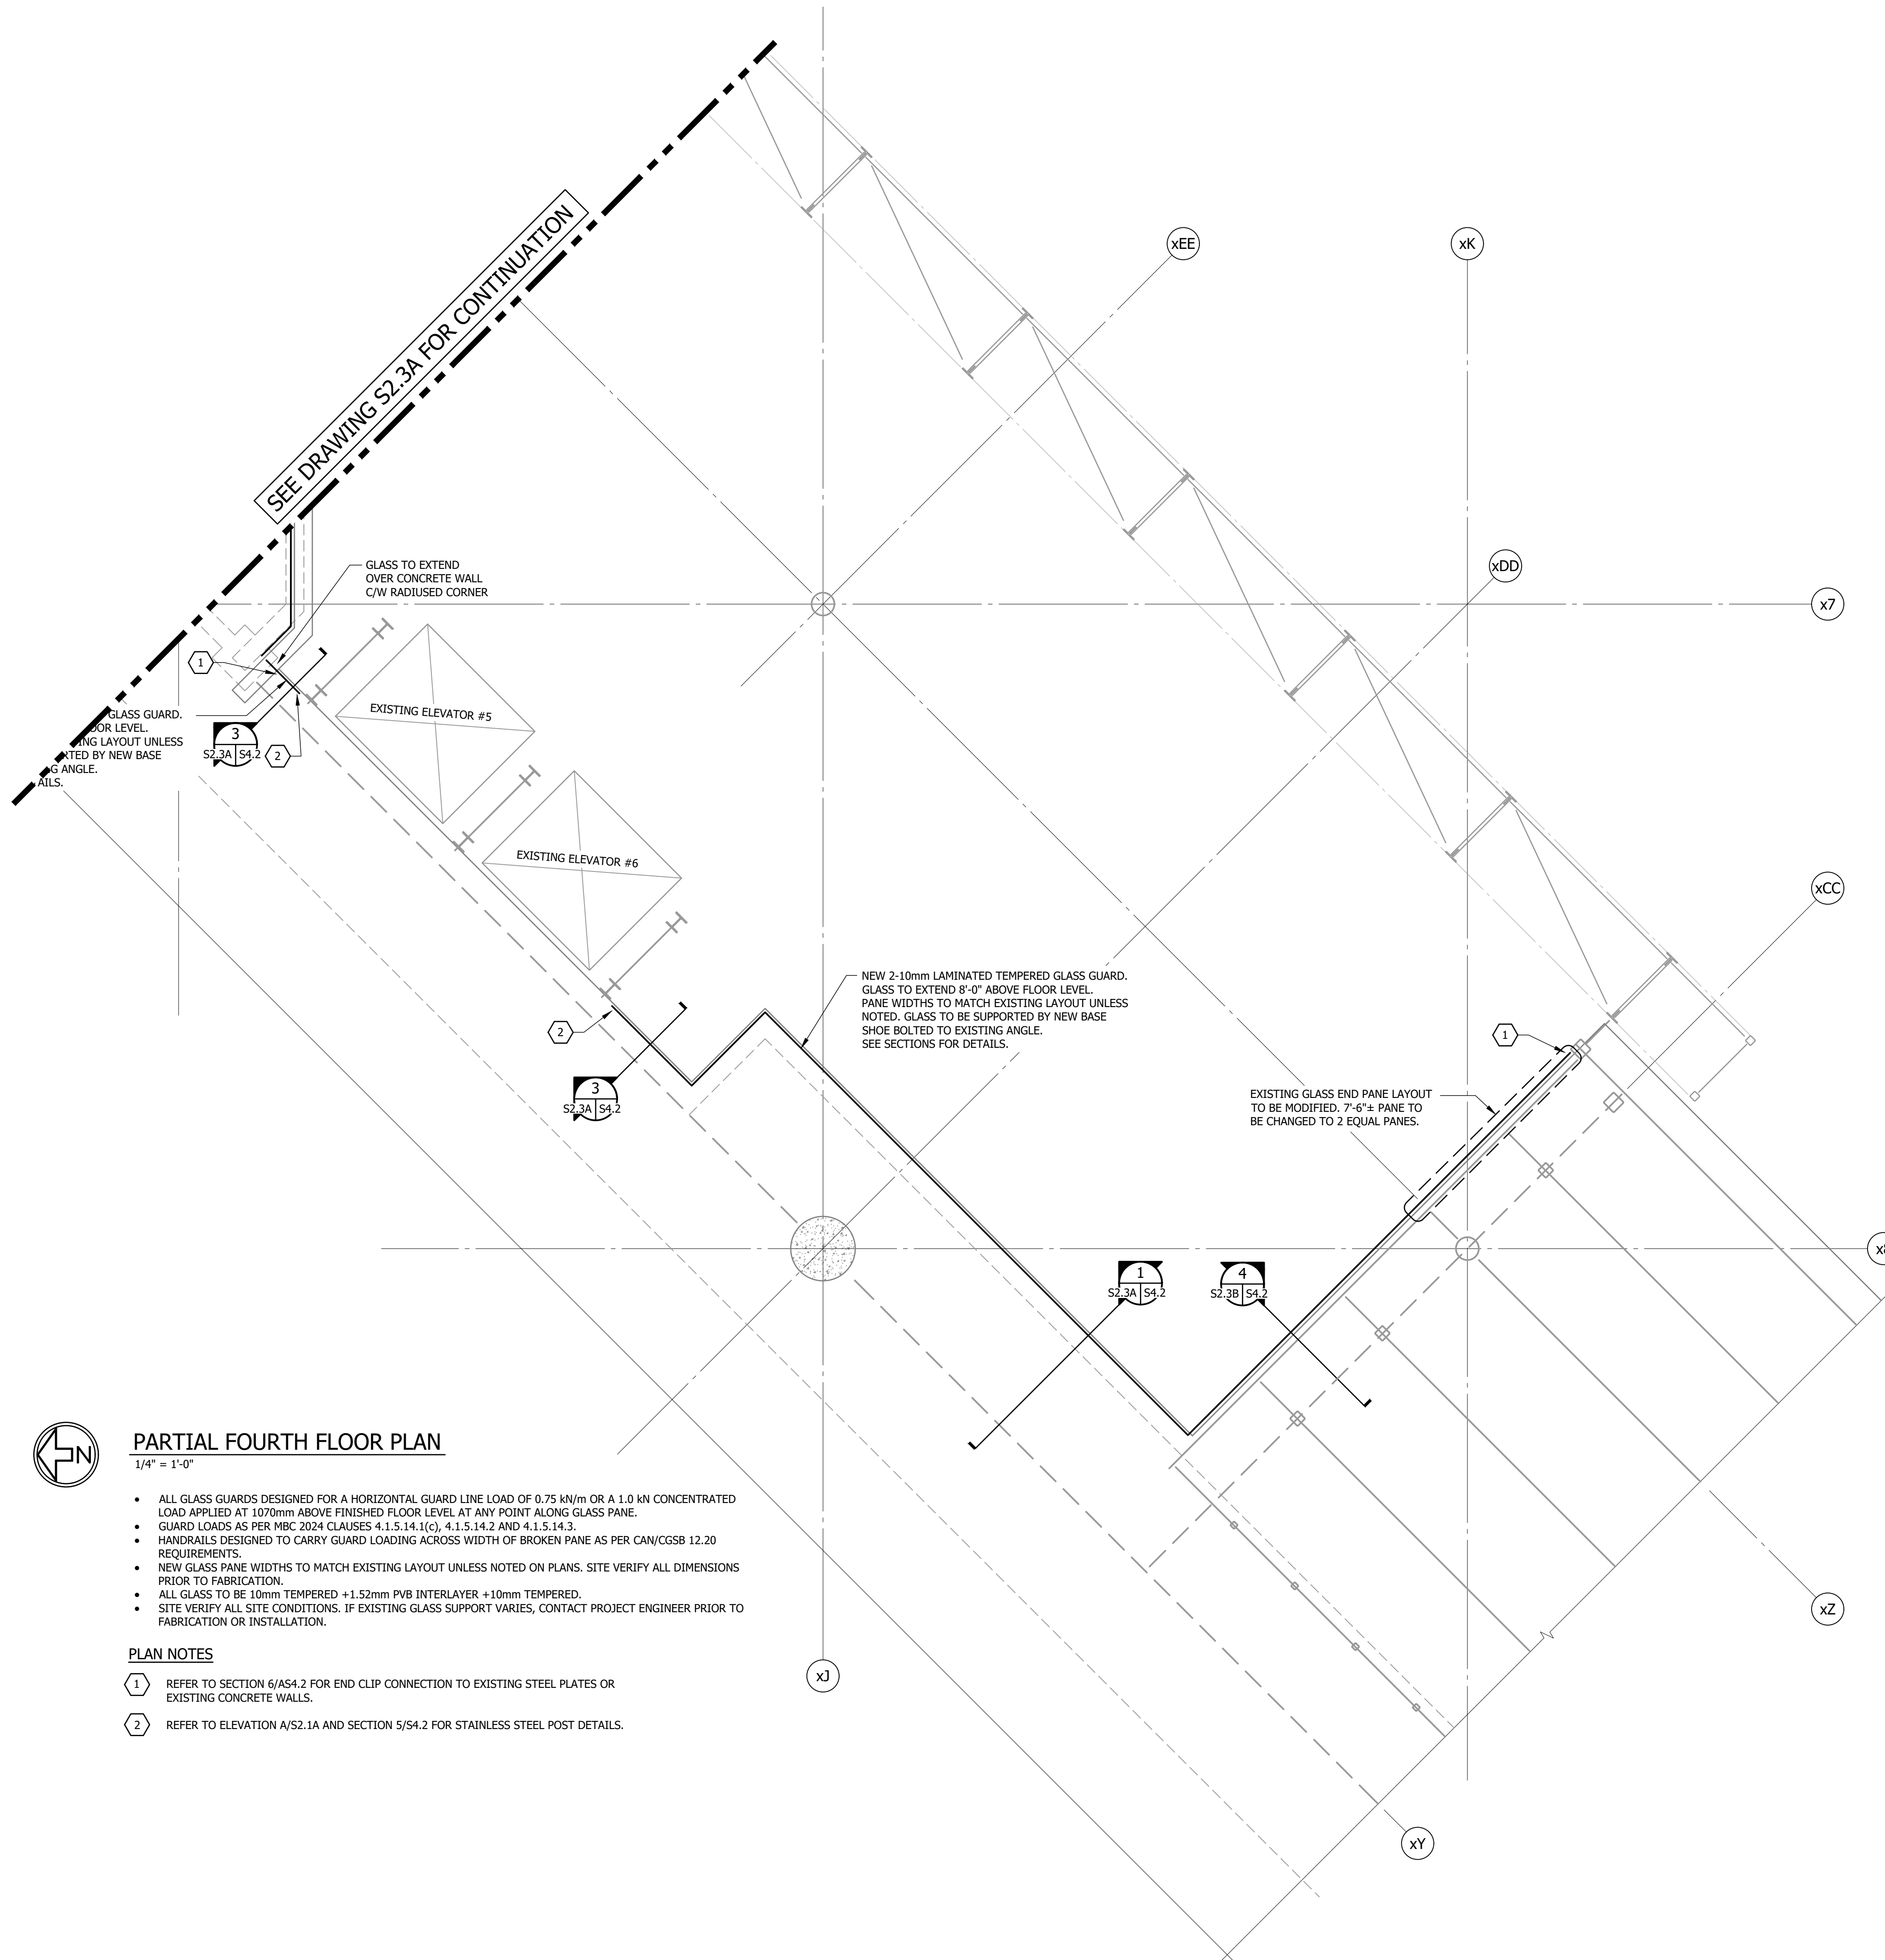 SEE DRAWING S2.3A FOR CONTINUATION
xEE
xK
xDD
x7
GLASS TO EXTEND
OVER CONCRETE WALL
C/W RADIUSED CORNER
1
GLASS GUARD.
OOR LEVEL.
ING LAYOUT UNLESS
RTED BY NEW BASE
G ANGLE.
AILS.
3
S2.3A S4.2
2
EXISTING ELEVATOR #5
EXISTING ELEVATOR #6
xCC
NEW 2-10mm LAMINATED TEMPERED GLASS GUARD.
GLASS TO EXTEND 8'-0" ABOVE FLOOR LEVEL.
PANE WIDTHS TO MATCH EXISTING LAYOUT UNLESS
NOTED. GLASS TO BE SUPPORTED BY NEW BASE
SHOE BOLTED TO EXISTING ANGLE.
SEE SECTIONS FOR DETAILS.
2
1
3
S2.3A S4.2
EXISTING GLASS END PANE LAYOUT
TO BE MODIFIED. 7'-6"± PANE TO
BE CHANGED TO 2 EQUAL PANES.
1
S2.3A S4.2
4
S2.3B S4.2
N
PARTIAL FOURTH FLOOR PLAN
1/4" = 1'-0"
• ALL GLASS GUARDS DESIGNED FOR A HORIZONTAL GUARD LINE LOAD OF 0.75 kN/m OR A 1.0 kN CONCENTRATED
LOAD APPLIED AT 1070mm ABOVE FINISHED FLOOR LEVEL AT ANY POINT ALONG GLASS PANE.
• GUARD LOADS AS PER MBC 2024 CLAUSES 4.1.5.14.1(c), 4.1.5.14.2 AND 4.1.5.14.3.
• HANDRAILS DESIGNED TO CARRY GUARD LOADING ACROSS WIDTH OF BROKEN PANE AS PER CAN/CGSB 12.20
REQUIREMENTS.
• NEW GLASS PANE WIDTHS TO MATCH EXISTING LAYOUT UNLESS NOTED ON PLANS. SITE VERIFY ALL DIMENSIONS
PRIOR TO FABRICATION.
• ALL GLASS TO BE 10mm TEMPERED +1.52mm PVB INTERLAYER +10mm TEMPERED.
• SITE VERIFY ALL SITE CONDITIONS. IF EXISTING GLASS SUPPORT VARIES, CONTACT PROJECT ENGINEER PRIOR TO
FABRICATION OR INSTALLATION.
PLAN NOTES
1 REFER TO SECTION 6/AS4.2 FOR END CLIP CONNECTION TO EXISTING STEEL PLATES OR
EXISTING CONCRETE WALLS.
2 REFER TO ELEVATION A/S2.1A AND SECTION 5/S4.2 FOR STAINLESS STEEL POST DETAILS.
xJ
xZ
xY